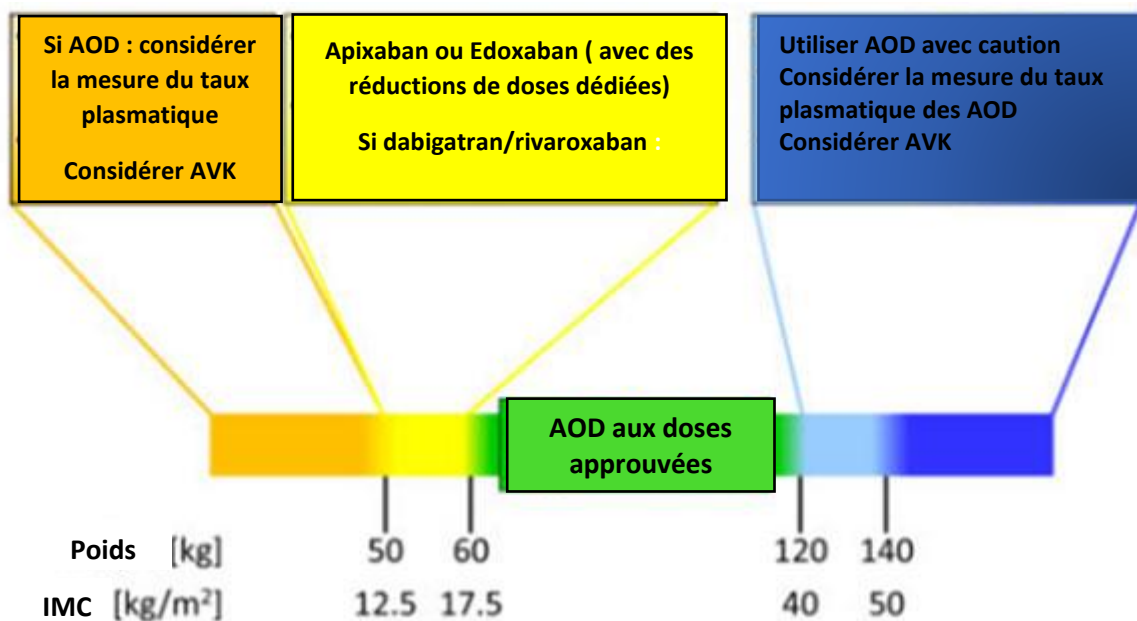 Si AOD : considérer
la mesure du taux
plasmatique
Considérer AVK
Apixaban ou Edoxaban ( avec des
réductions de doses dédiées)
Si dabigatran/rivaroxaban :
Utiliser AOD avec caution
Considérer la mesure du taux
plasmatique des AOD
Considérer AVK
AOD aux doses
approuvées
Poids [kg] 50 60 120 140
IMC [kg/m²] 12.5 17.5 40 50